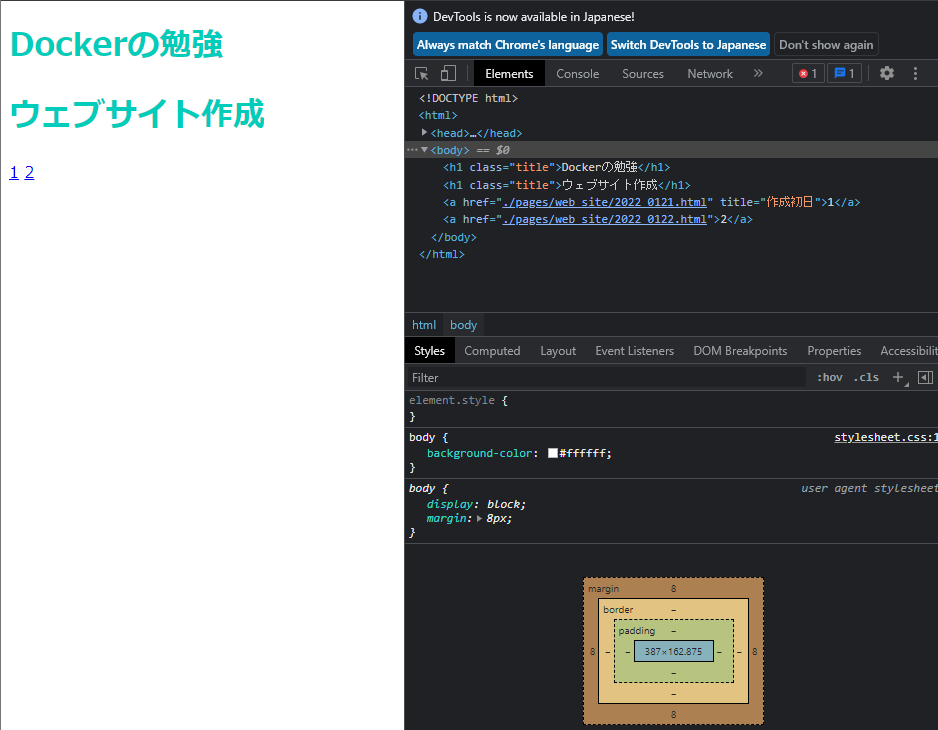 Dockerの勉強
ウェブサイト作成
1 2
DevTools is now available in Japanese!
Always match Chrome's language Switch DevTools to Japanese Don't show again
Elements Console Sources Network » 1 1
<!DOCTYPE html>
<html>
<head>…</head>
<body> == $0
<h1 class="title">Dockerの勉強</h1>
<h1 class="title">ウェブサイト作成</h1>
<a href="./pages/web_site/2022_0121.html" title="作成初日">1</a>
<a href="./pages/web_site/2022_0122.html">2</a>
</body>
</html>
html body
Styles Computed Layout Event Listeners DOM Breakpoints Properties Accessibilit
Filter :hov .cls +
element.style {
}
body { stylesheet.css:1
background-color: #ffffff;
}
body { user agent stylesheet
display: block;
margin: 8px;
}
margin 8
border –
padding –
8 – – 387×162.875 – – 8
–
–
8